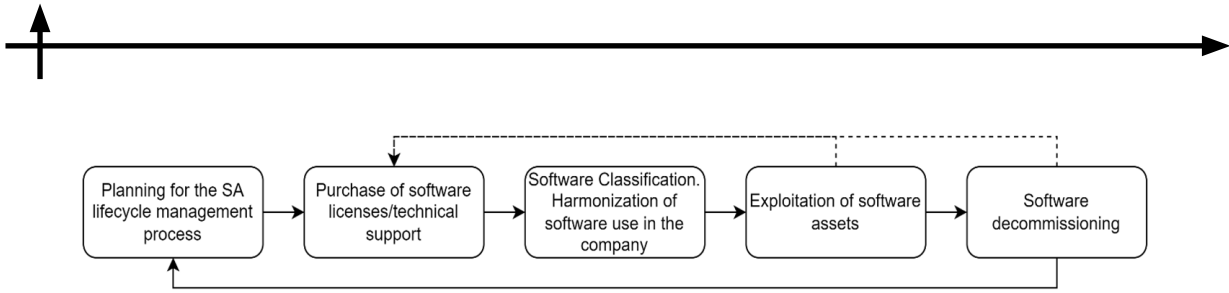 Planning for the SA
lifecycle management
process
Purchase of software
licenses/technical
support
Software Classification.
Harmonization of
software use in the
company
Exploitation of software
assets
Software
decommissioning